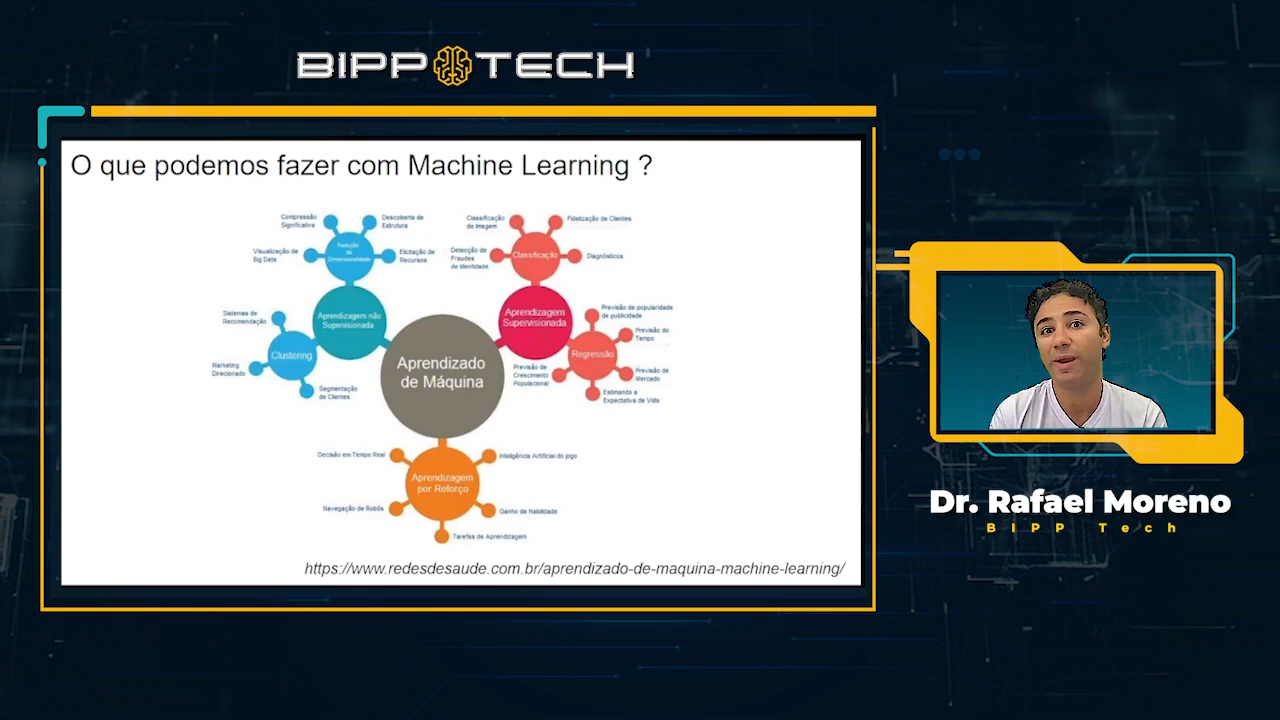 BIPP TECH
O que podemos fazer com Machine Learning ?
Compressão
Significativa
Descoberta de
Estrutura
Visualização de
Big Data
Redução
de
Dimensionalidade
Elicitação de
Recursos
Classificação
de Imagem
Fidelização de Clientes
Detecção de
Fraudes
de Identidade
Classificação
Diagnósticos
Sistemas de
Recomendação
Aprendizagem não
Supervisionada
Aprendizagem
Supervisionada
Previsão de popularidade
de publicidade
Previsão do
Tempo
Clustering
Marketing
Direcionado
Segmentação
de Clientes
Aprendizado
de Máquina
Regressão
Previsão de
Crescimento
Populacional
Previsão de
Mercado
Estimando a
Expectativa de Vida
Decisão em Tempo Real
Inteligência Artificial do jogo
Aprendizagem
por Reforço
Navegação de Robôs
Ganho de Habilidade
Tarefas de Aprendizagem
https://www.redesdesaude.com.br/aprendizado-de-maquina-machine-learning/
Dr. Rafael Moreno
BIPP Tech